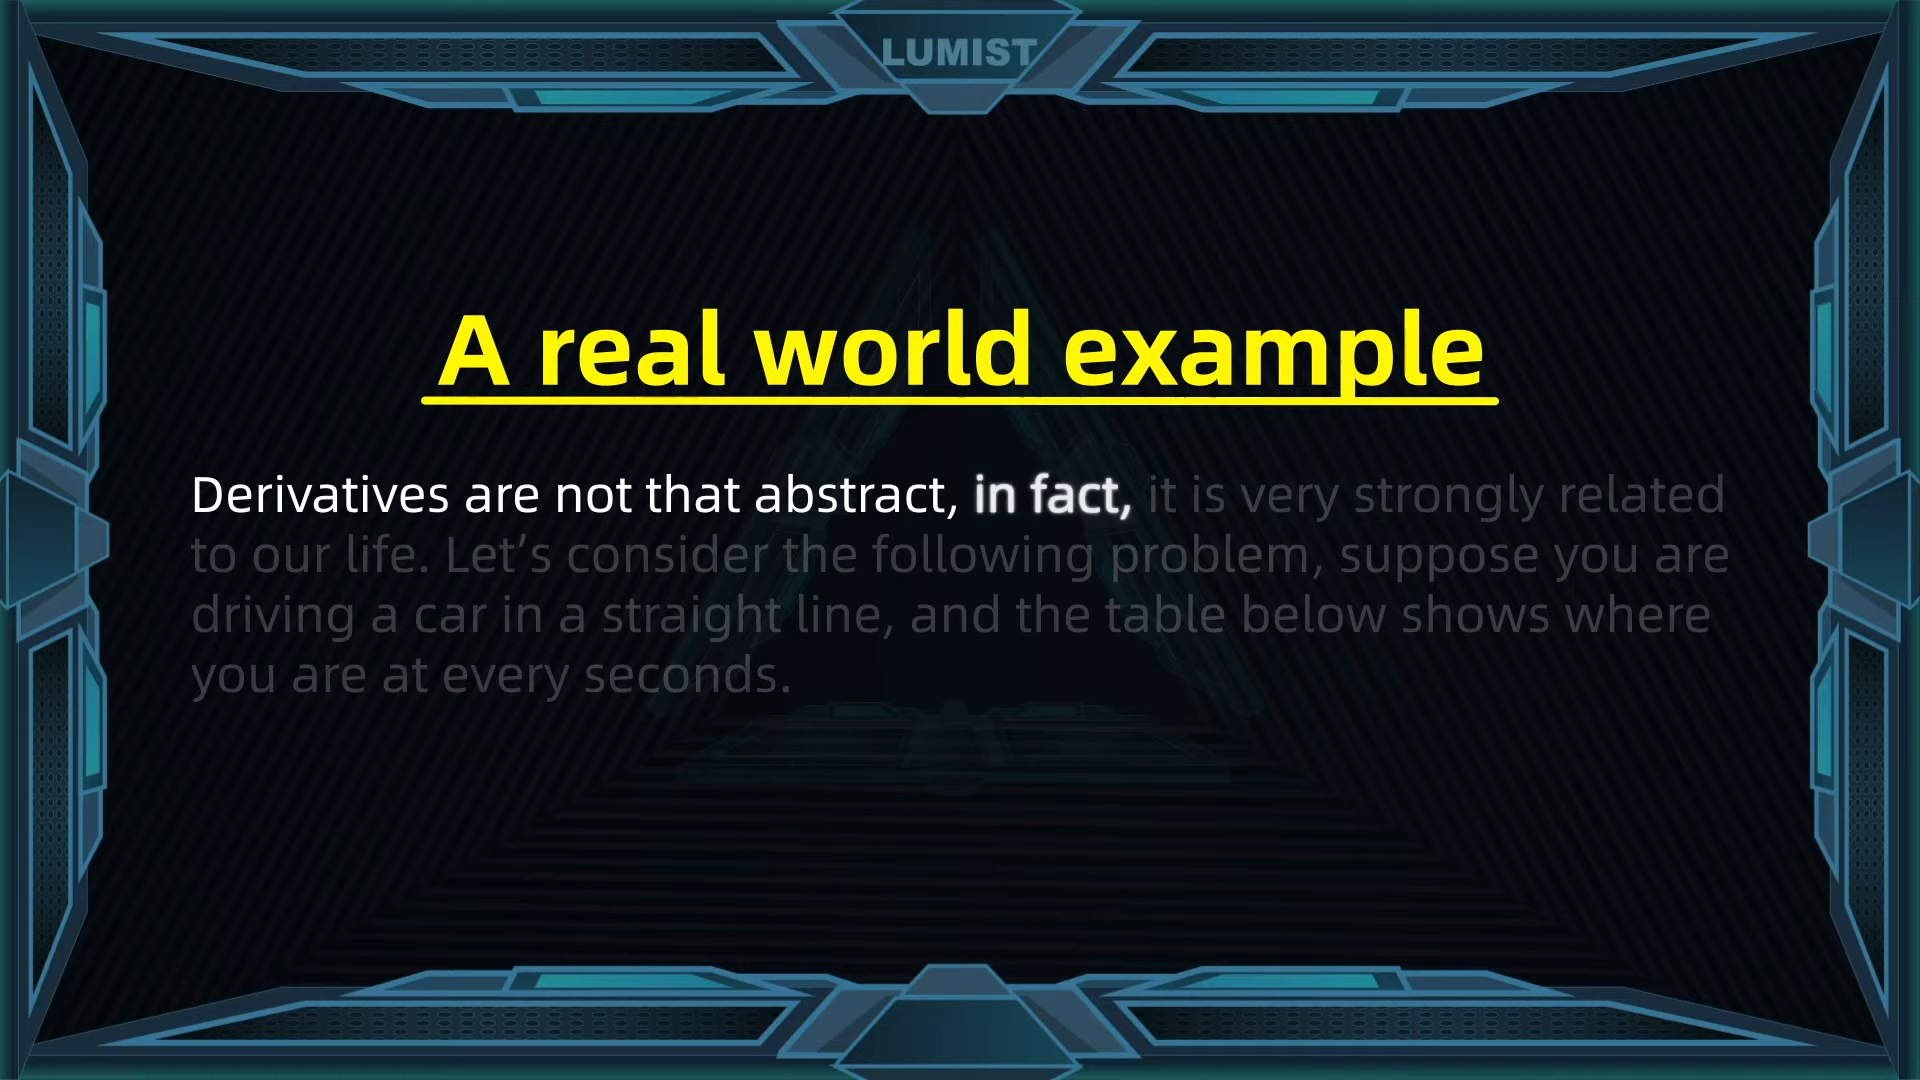 LUMIST
A real world example
Derivatives are not that abstract, in fact, it is very strongly related
to our life. Let’s consider the following problem, suppose you are
driving a car in a straight line, and the table below shows where
you are at every seconds.